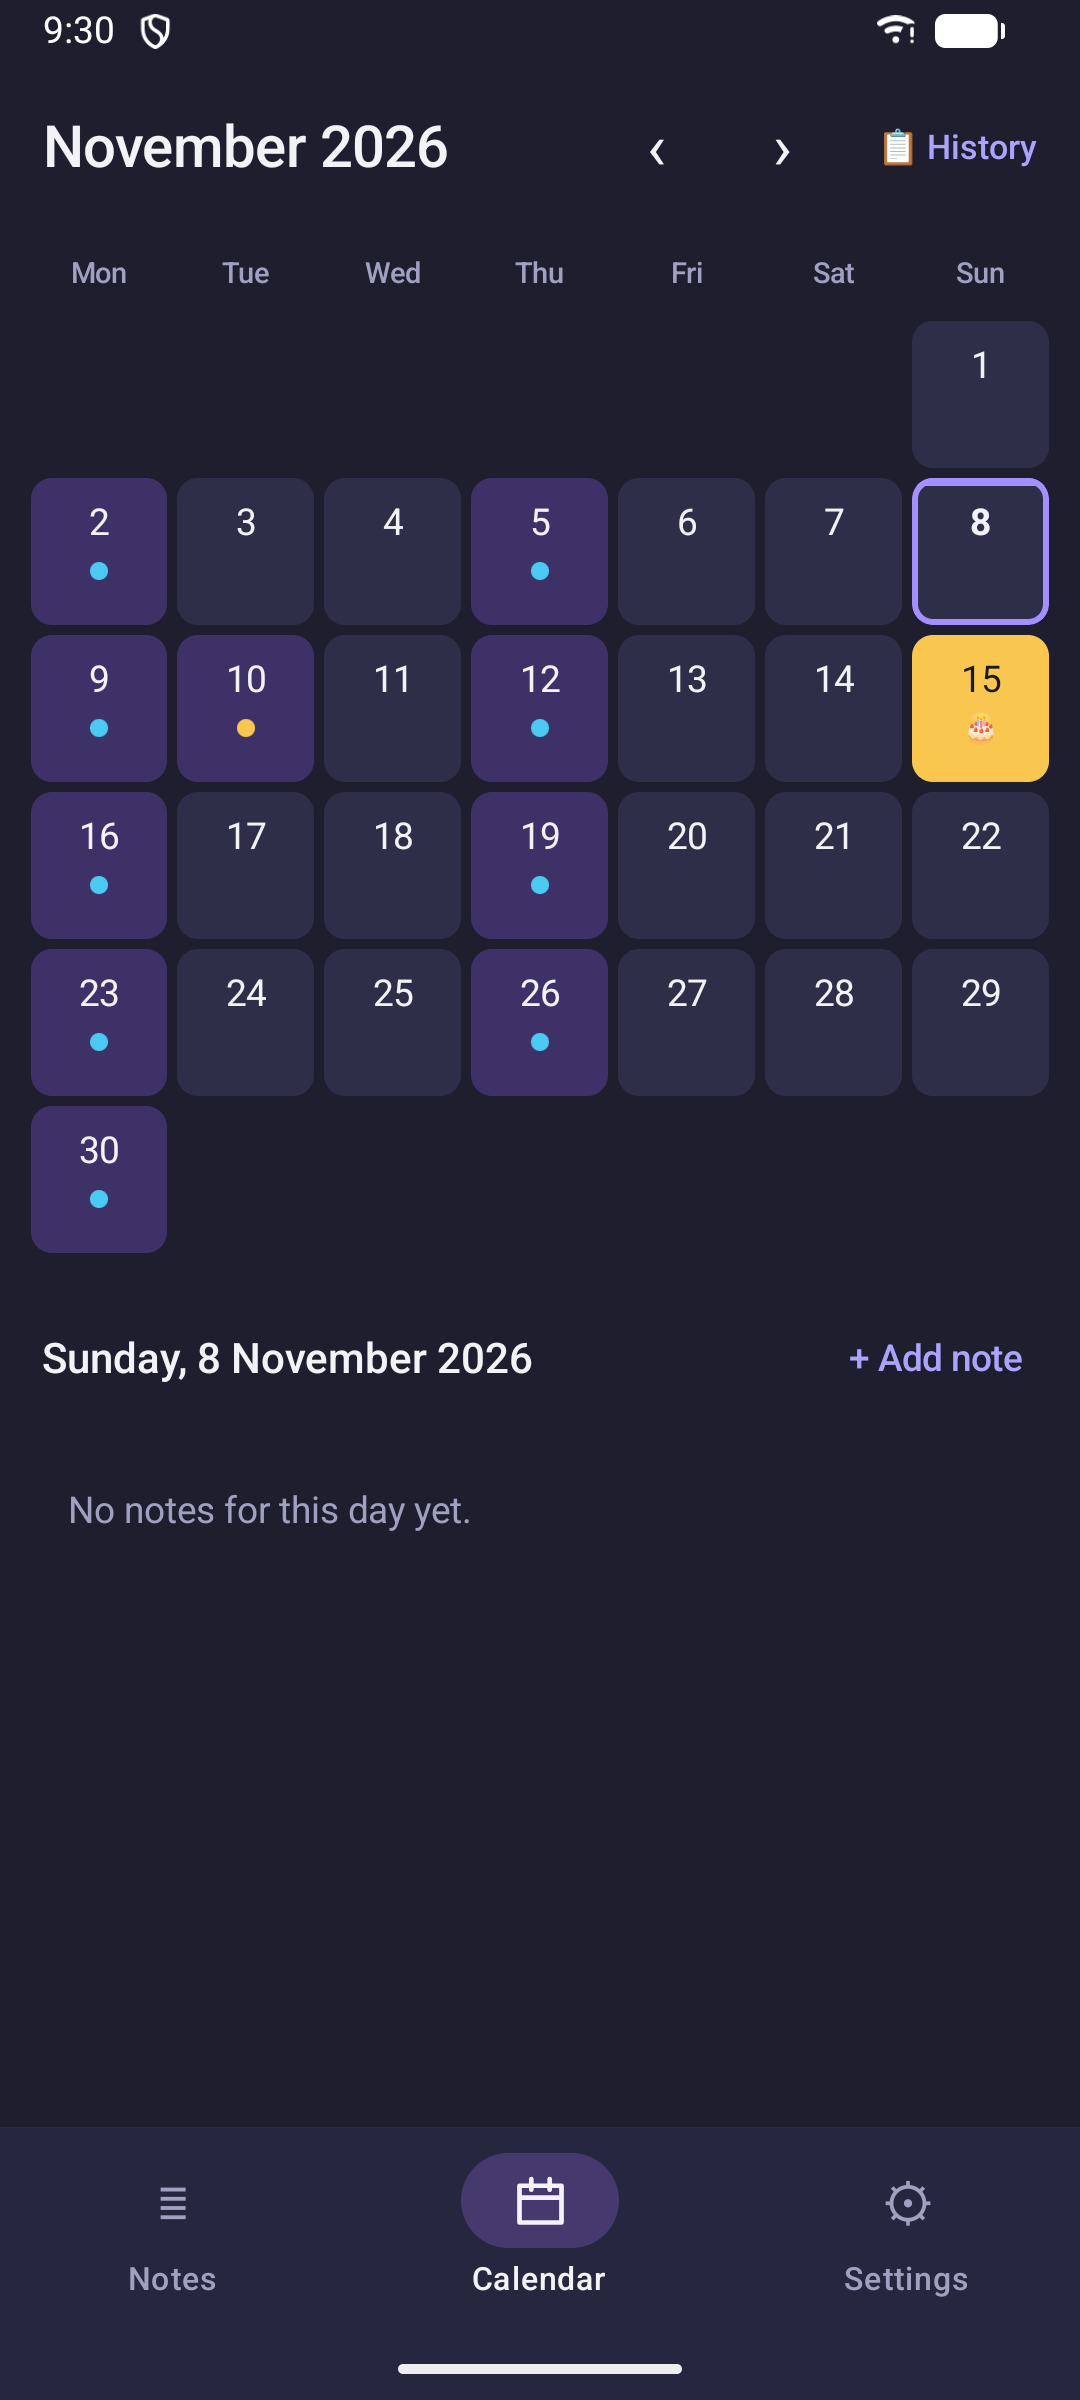 9:30
November 2026 ‹ › 📋 History
Mon Tue Wed Thu Fri Sat Sun
1
2 3 4 5 6 7 8
9 10 11 12 13 14 15
16 17 18 19 20 21 22
23 24 25 26 27 28 29
30
Sunday, 8 November 2026 + Add note
No notes for this day yet.
Notes Calendar Settings